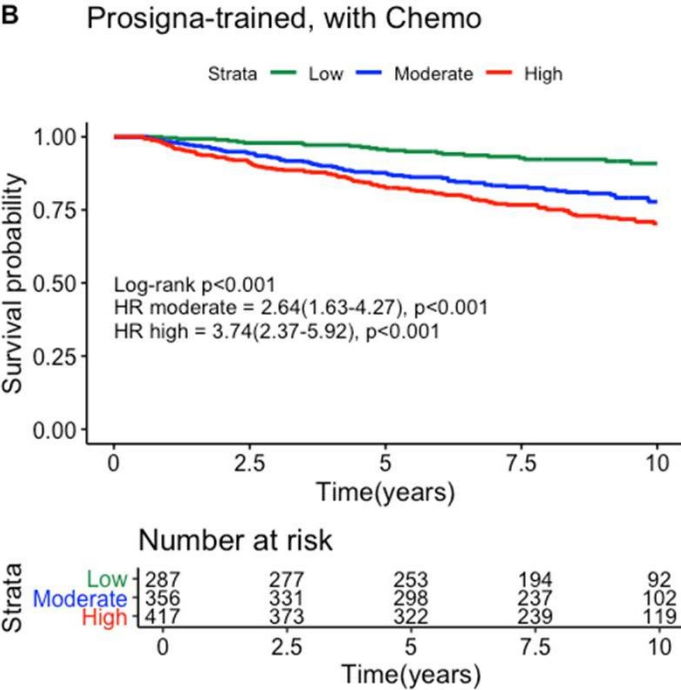 B Prosigna-trained, with Chemo
Strata Low Moderate High
Survival probability
1.00
0.75
0.50
0.25
0.00
Log-rank p<0.001
HR moderate = 2.64(1.63-4.27), p<0.001
HR high = 3.74(2.37-5.92), p<0.001
0 2.5 5 7.5 10
Time(years)
Number at risk
Strata
Low 287 277 253 194 92
Moderate 356 331 298 237 102
High 417 373 322 239 119
0 2.5 5 7.5 10
Time(years)